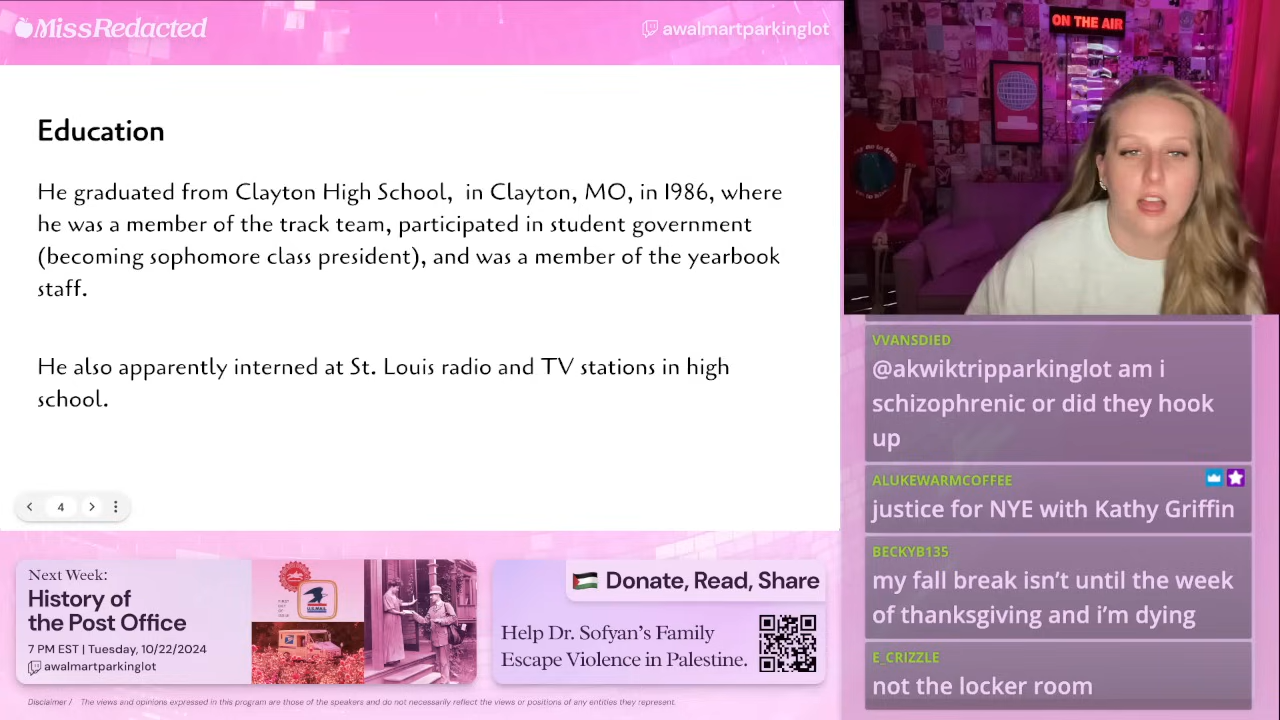 MissRedacted
awalmartparkinglot
ON THE AIR
Education
He graduated from Clayton High School,  in Clayton, MO, in 1986, where
he was a member of the track team, participated in student government
(becoming sophomore class president), and was a member of the yearbook
staff.
He also apparently interned at St. Louis radio and TV stations in high
school.
4
VVANSDIED
@akwiktripparkinglot am i
schizophrenic or did they hook
up
ALUKEWARMCOFFEE
justice for NYE with Kathy Griffin
BECKYB135
my fall break isn't until the week
of thanksgiving and i'm dying
E_CRIZZLE
not the locker room
Next Week:
History of
the Post Office
7 PM EST | Tuesday, 10/22/2024
awalmartparkinglot
FIRST
DAY
OF
ISSUE
U.S.MAIL
Donate, Read, Share
Help Dr. Sofyan's Family
Escape Violence in Palestine.
Disclaimer / The views and opinions expressed in this program are those of the speakers and do not necessarily reflect the views or positions of any entities they represent.